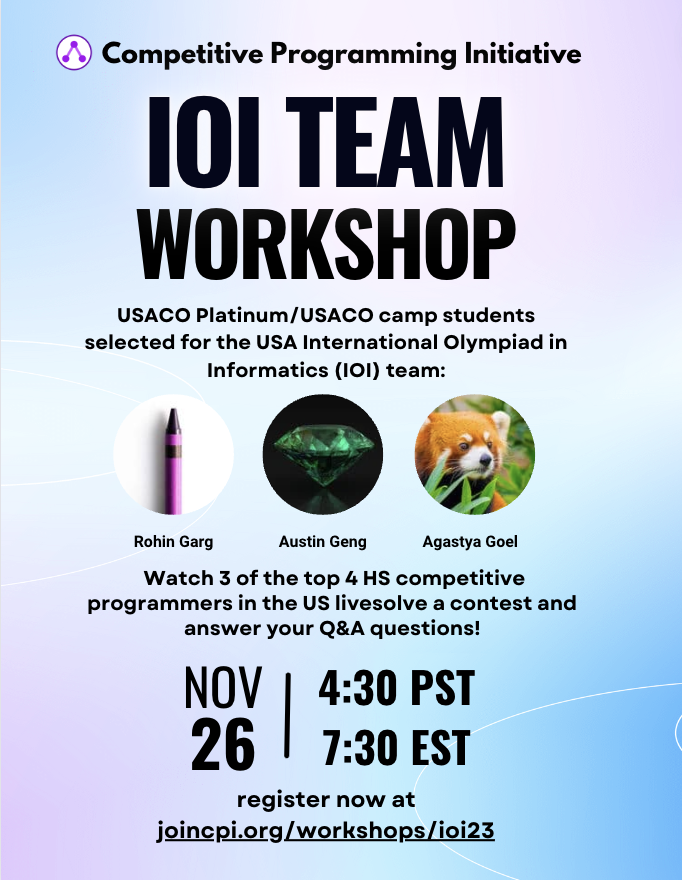 Competitive Programming Initiative
IOI TEAM
WORKSHOP
USACO Platinum/USACO camp students
selected for the USA International Olympiad in
Informatics (IOI) team:
Rohin Garg
Austin Geng
Agastya Goel
Watch 3 of the top 4 HS competitive
programmers in the US livesolve a contest and
answer your Q&A questions!
NOV
26
4:30 PST
7:30 EST
register now at
joincpi.org/workshops/ioi23